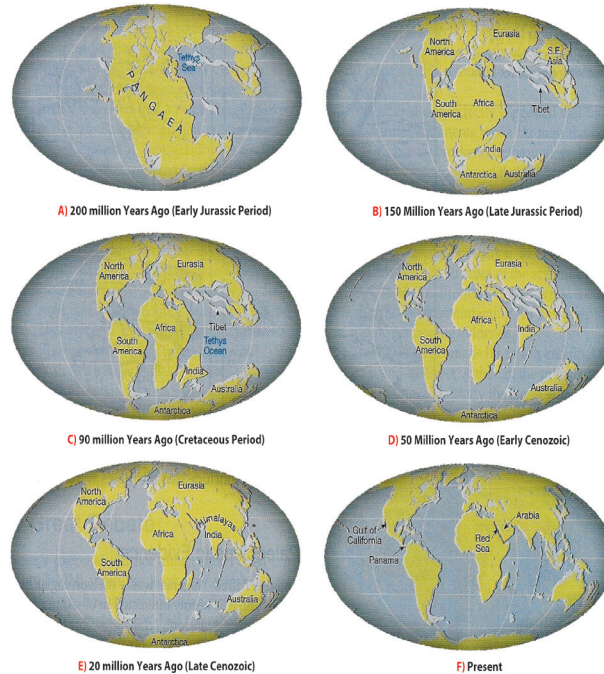 Tethys
Sea
PANGAEA
A) 200 million Years Ago (Early Jurassic Period)
North
America
Eurasia
S.E.
Asia
South
America
Africa
Tibet
India
Antarctica
Australia
B) 150 Million Years Ago (Late Jurassic Period)
North
America
Eurasia
Africa
Tibet
South
America
Tethys
Ocean
India
Australia
Antarctica
C) 90 million Years Ago (Cretaceous Period)
North
America
Eurasia
Africa
India
South
America
Australia
Antarctica
D) 50 Million Years Ago (Early Cenozoic)
North
America
Eurasia
Himalayas
Africa
India
South
America
Australia
Antarctica
E) 20 million Years Ago (Late Cenozoic)
Gulf of
California
Arabia
Red
Sea
Panama
F) Present